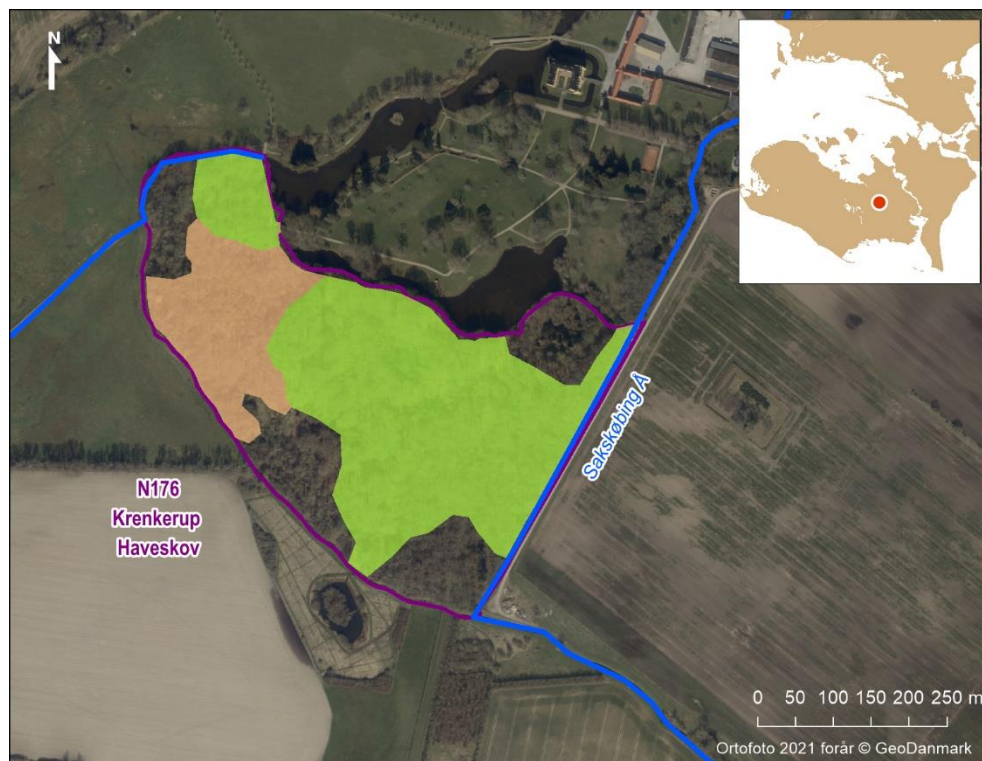 N
Sakskøbing Å
N176
Krenkerup
Haveskov
0 50 100 150 200 250 m
Ortofoto 2021 forår © GeoDanmark